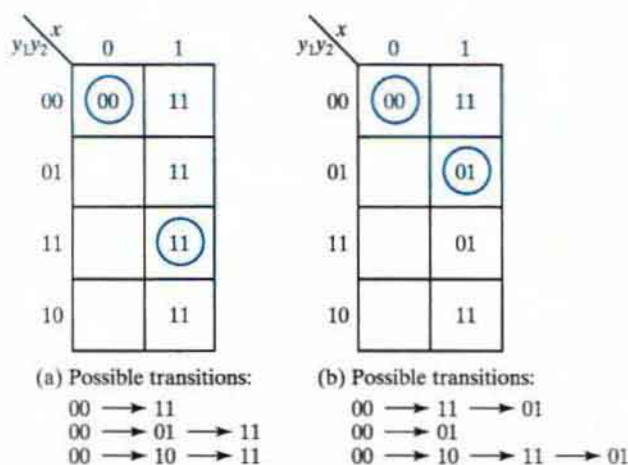 x
y₁y₂ 0 1
00 00 11
01 11
11 11
10 11
(a) Possible transitions:
00 → 11
00 → 01 → 11
00 → 10 → 11
x
y₁y₂ 0 1
00 00 11
01 01
11 01
10 11
(b) Possible transitions:
00 → 11 → 01
00 → 01
00 → 10 → 11 → 01